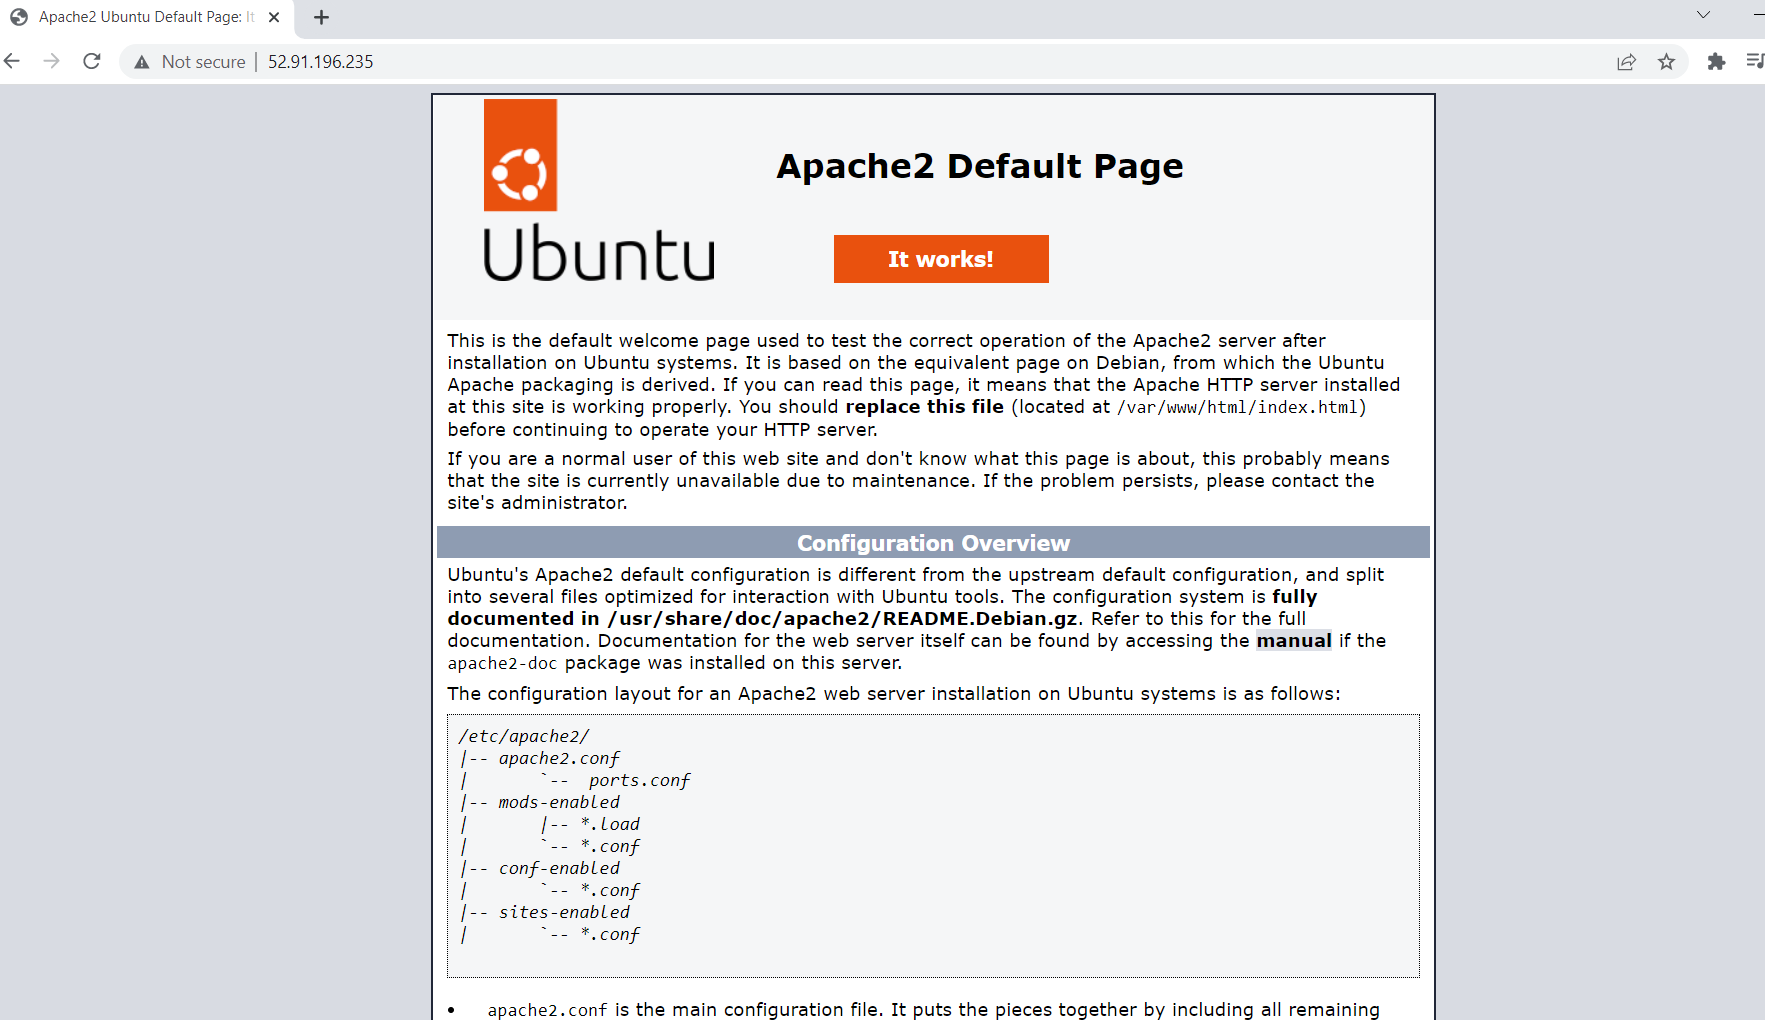 Apache2 Ubuntu Default Page: It
Not secure | 52.91.196.235
Apache2 Default Page
Ubuntu
It works!
This is the default welcome page used to test the correct operation of the Apache2 server after
installation on Ubuntu systems. It is based on the equivalent page on Debian, from which the Ubuntu
Apache packaging is derived. If you can read this page, it means that the Apache HTTP server installed
at this site is working properly. You should replace this file (located at /var/www/html/index.html)
before continuing to operate your HTTP server.
If you are a normal user of this web site and don't know what this page is about, this probably means
that the site is currently unavailable due to maintenance. If the problem persists, please contact the
site's administrator.
Configuration Overview
Ubuntu's Apache2 default configuration is different from the upstream default configuration, and split
into several files optimized for interaction with Ubuntu tools. The configuration system is fully
documented in /usr/share/doc/apache2/README.Debian.gz. Refer to this for the full
documentation. Documentation for the web server itself can be found by accessing the manual if the
apache2-doc package was installed on this server.
The configuration layout for an Apache2 web server installation on Ubuntu systems is as follows:
/etc/apache2/
|-- apache2.conf
|       `--  ports.conf
|-- mods-enabled
|       |-- *.load
|       `-- *.conf
|-- conf-enabled
|       `-- *.conf
|-- sites-enabled
|       `-- *.conf
• apache2.conf is the main configuration file. It puts the pieces together by including all remaining